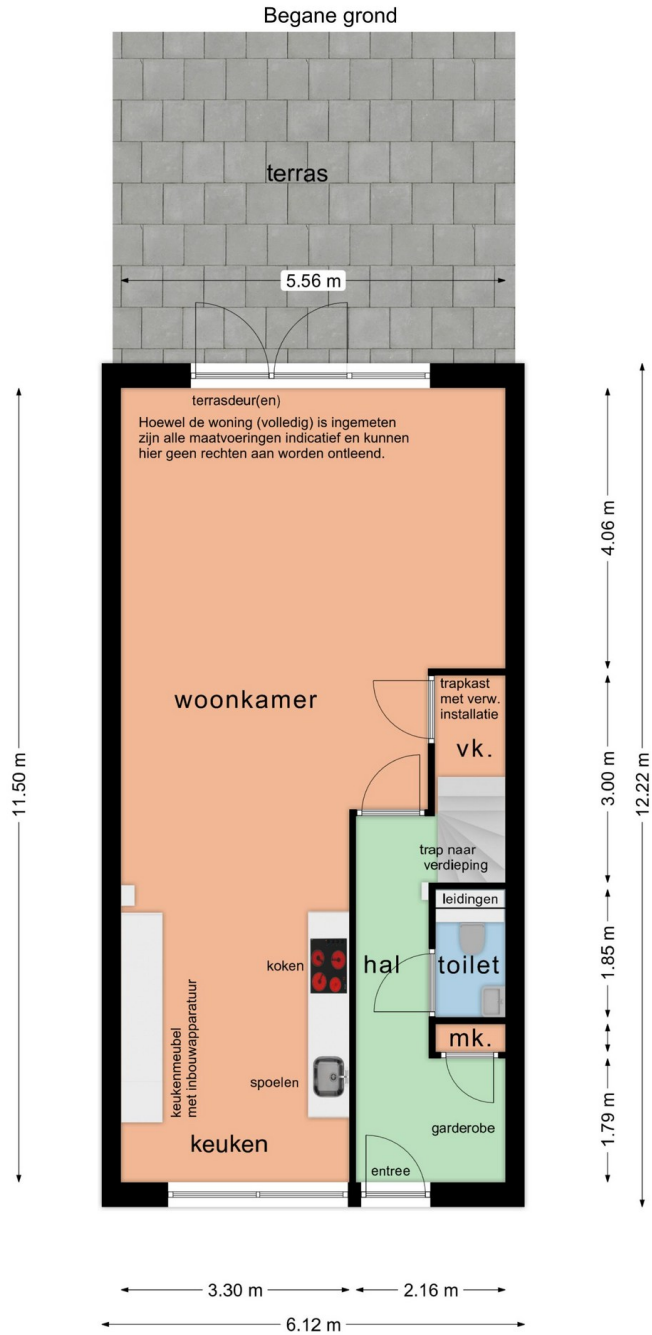 Begane grond
terras
5.56 m
terrasdeur(en)
Hoewel de woning (volledig) is ingemeten
zijn alle maatvoeringen indicatief en kunnen
hier geen rechten aan worden ontleend.
4.06 m
woonkamer
trapkast
met verw.
installatie
vk.
11.50 m
3.00 m
12.22 m
trap naar
verdieping
leidingen
koken
hal
toilet
1.85 m
keukenmeubel
met inbouwapparatuur
mk.
spoelen
garderobe
1.79 m
keuken
entree
3.30 m
2.16 m
6.12 m